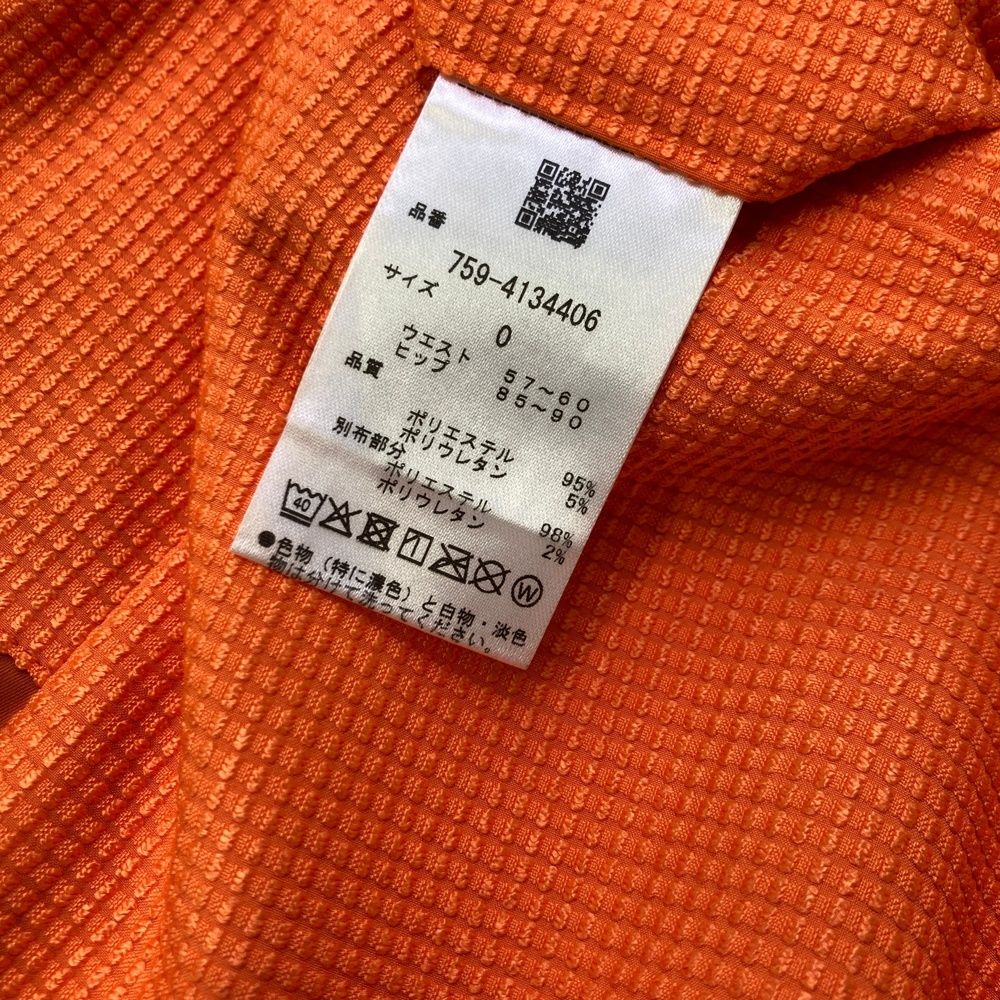 品番
759-4134406
サイズ
0
ウエスト 57～60
ヒップ 85～90
品質
ポリエステル 95%
ポリウレタン 5%
別布部分
ポリエステル 98%
ポリウレタン 2%
40
W
●色物(特に濃色)と白物・淡色
物は分けて洗ってください。